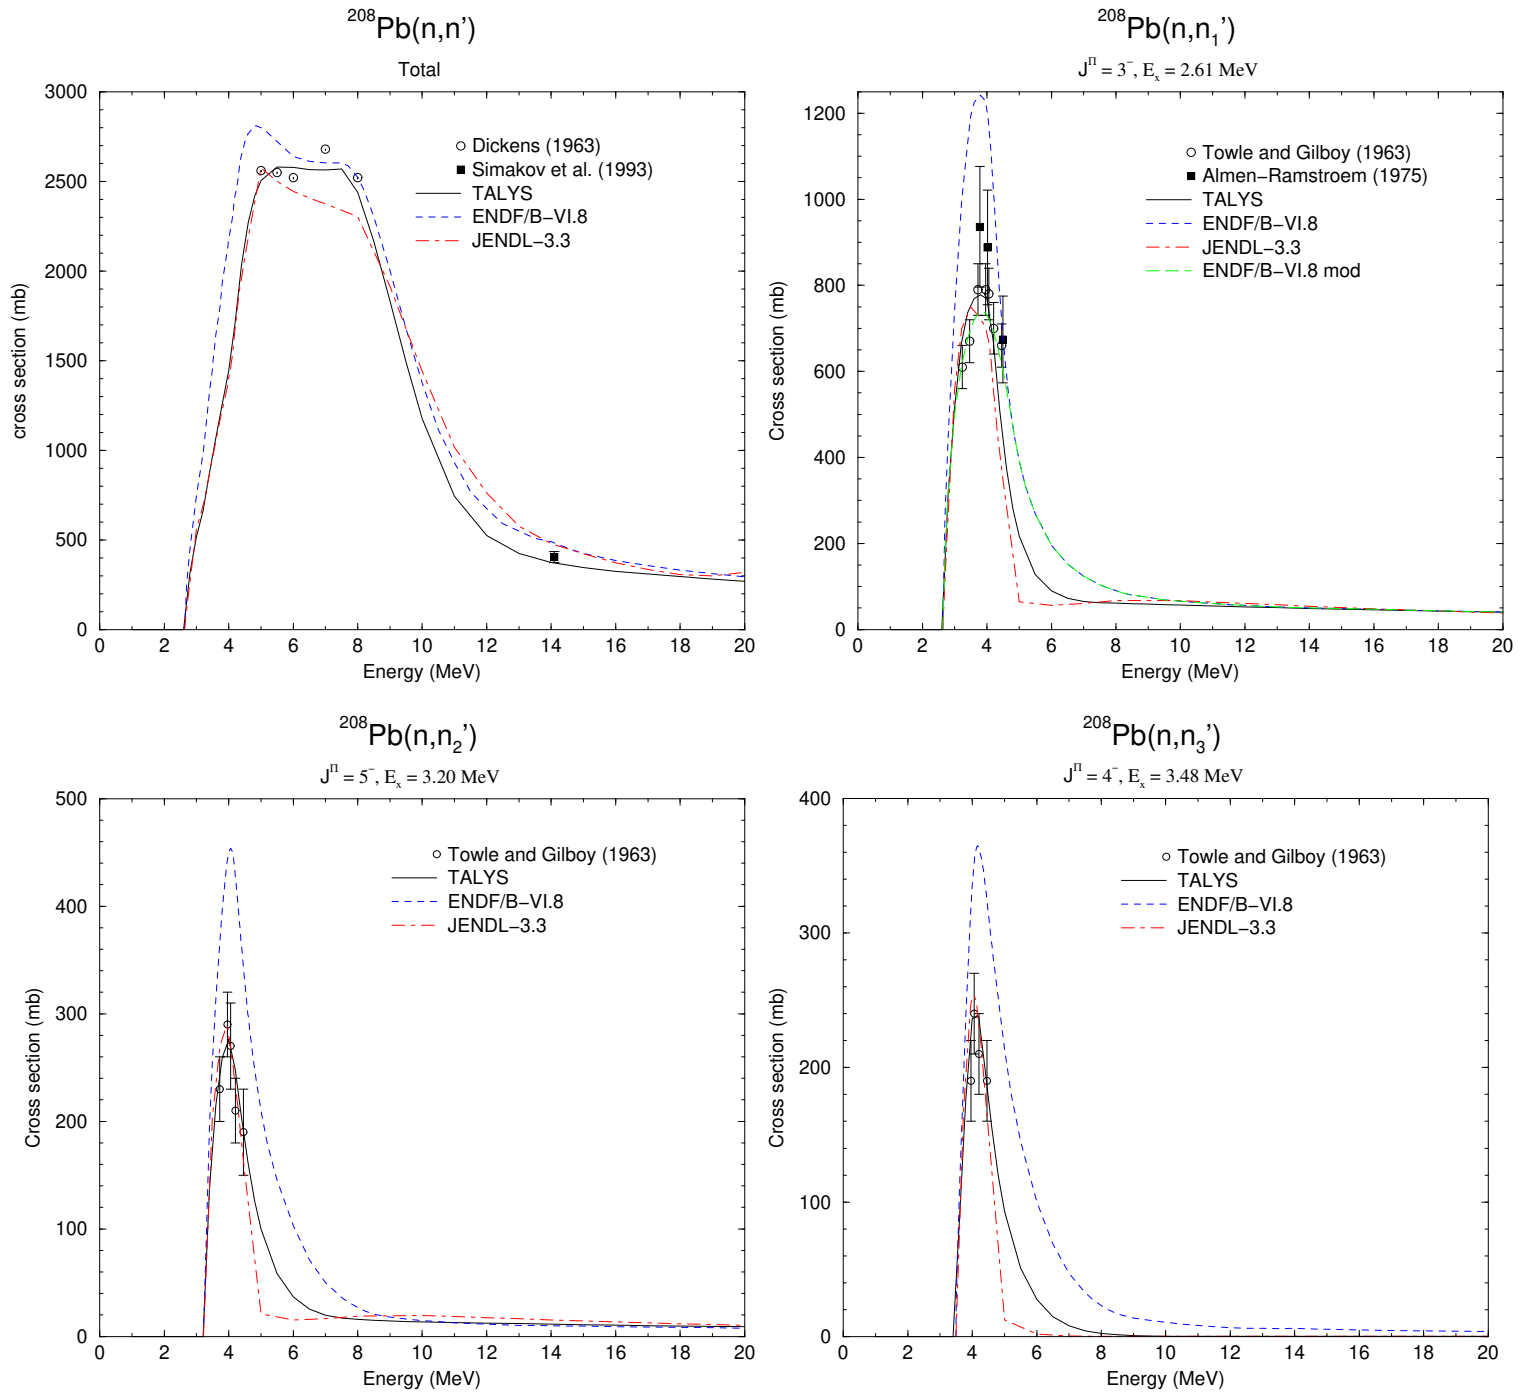 ²⁰⁸Pb(n,n’)
Total
3000
2500
2000
1500
1000
500
0
cross section (mb)
Dickens (1963)
Simakov et al. (1993)
TALYS
ENDF/B−VI.8
JENDL−3.3
0 2 4 6 8 10 12 14 16 18 20
Energy (MeV)
²⁰⁸Pb(n,n₁’)
J^Π = 3⁻, Eₓ = 2.61 MeV
1200
1000
800
600
400
200
0
Cross section (mb)
Towle and Gilboy (1963)
Almen−Ramstroem (1975)
TALYS
ENDF/B−VI.8
JENDL−3.3
ENDF/B−VI.8 mod
0 2 4 6 8 10 12 14 16 18 20
Energy (MeV)
²⁰⁸Pb(n,n₂’)
J^Π = 5⁻, Eₓ = 3.20 MeV
500
400
300
200
100
0
Cross section (mb)
Towle and Gilboy (1963)
TALYS
ENDF/B−VI.8
JENDL−3.3
0 2 4 6 8 10 12 14 16 18 20
Energy (MeV)
²⁰⁸Pb(n,n₃’)
J^Π = 4⁻, Eₓ = 3.48 MeV
400
300
200
100
0
Cross section (mb)
Towle and Gilboy (1963)
TALYS
ENDF/B−VI.8
JENDL−3.3
0 2 4 6 8 10 12 14 16 18 20
Energy (MeV)